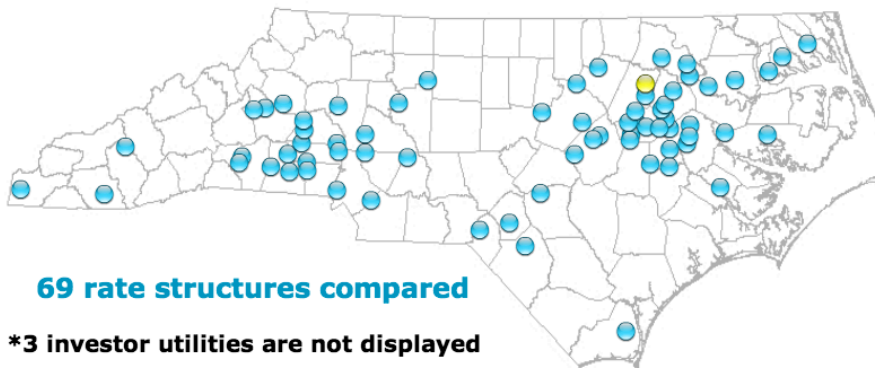 69 rate structures compared
*3 investor utilities are not displayed